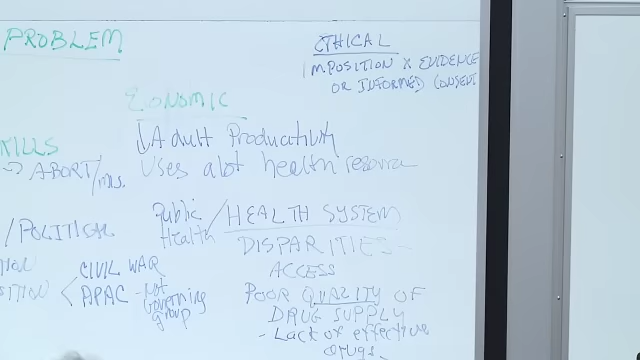 PROBLEM
ETHICAL
IMPOSITION X EVIDENCE
OR INFORMED CONSENT
ECONOMIC
↓ Adult Productivity
Uses alot health resource
KILLS
→ ABORT/mis.
Public Health / HEALTH SYSTEM
DISPARITIES -
ACCESS
POOR QUALITY OF
DRUG SUPPLY
- Lack of effective
drugs
/POLITICAL
CIVIL WAR
APAC - not
Governing
group